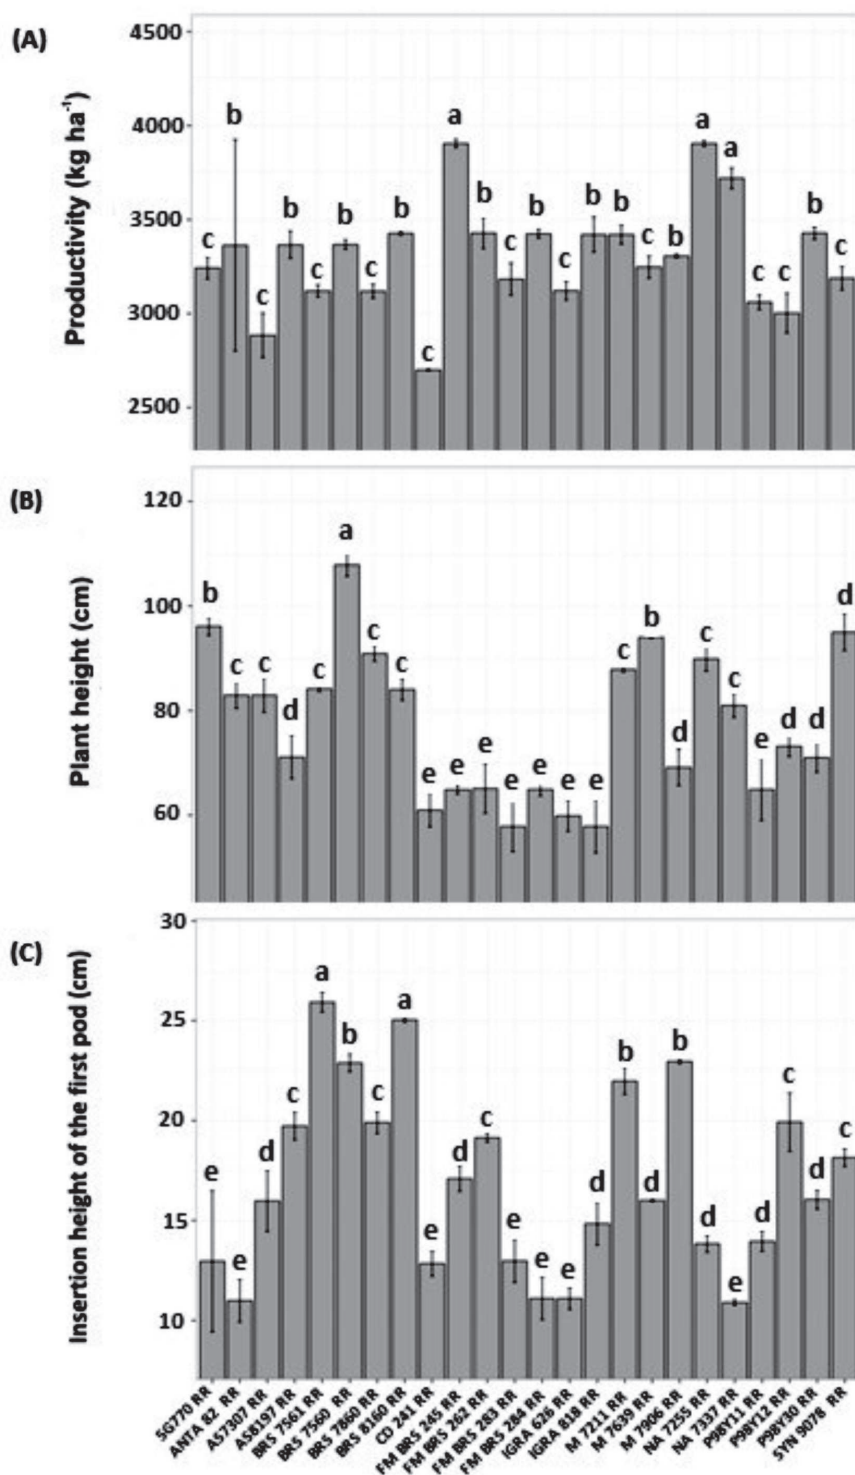 (A)
Productivity (kg ha⁻¹)
4500
4000
3500
3000
2500
c b c b c b c b c a b c b c b b c b a a c c b c
(B)
Plant height (cm)
120
100
80
60
b c c d c a c c e e e e e e e c b d c c e d d d
(C)
Insertion height of the first pod (cm)
30
25
20
15
10
e e d c a b c a e d c e e e d b d b d e d c d c
5G770 RR
ANTA 82 RR
AS7307 RR
AS8197 RR
BRS 7561 RR
BRS 7560 RR
BRS 7860 RR
BRS 8160 RR
CD 241 RR
FM BRS 245 RR
FM BRS 262 RR
FM BRS 283 RR
FM BRS 284 RR
IGRA 626 RR
IGRA 818 RR
M 7211 RR
M 7639 RR
M 7906 RR
NA 7255 RR
NA 7337 RR
P98Y11 RR
P98Y12 RR
P98Y30 RR
SYN 9078 RR